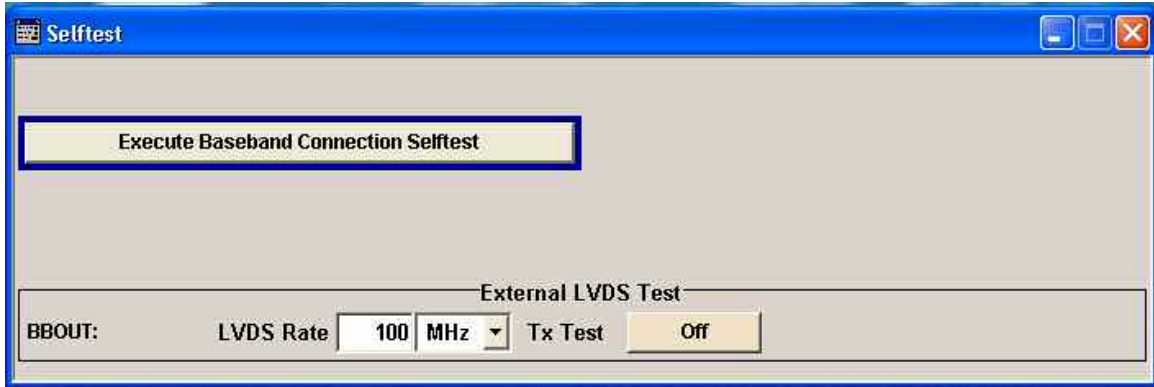 Selftest
Execute Baseband Connection Selftest
External LVDS Test
BBOUT: LVDS Rate 100 MHz Tx Test Off